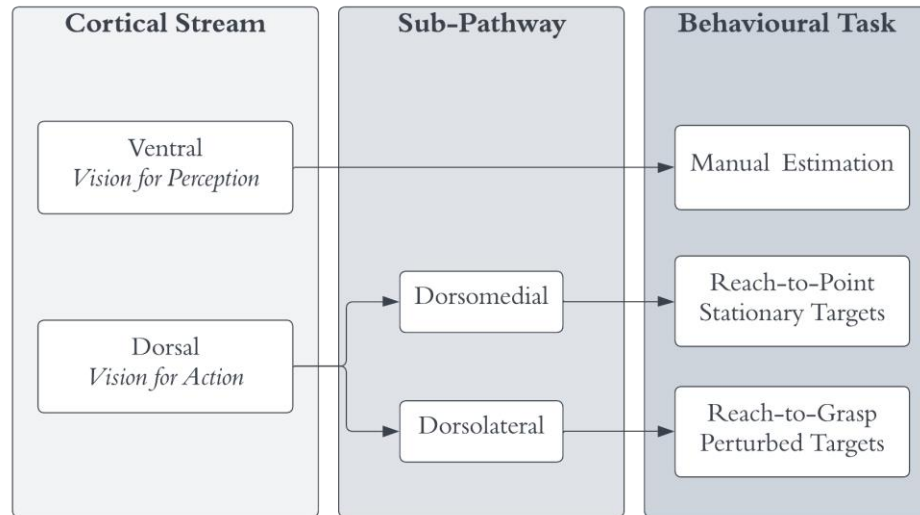 Cortical Stream
Sub-Pathway
Behavioural Task
Ventral
Vision for Perception
Manual Estimation
Dorsomedial
Reach-to-Point
Stationary Targets
Dorsal
Vision for Action
Dorsolateral
Reach-to-Grasp
Perturbed Targets